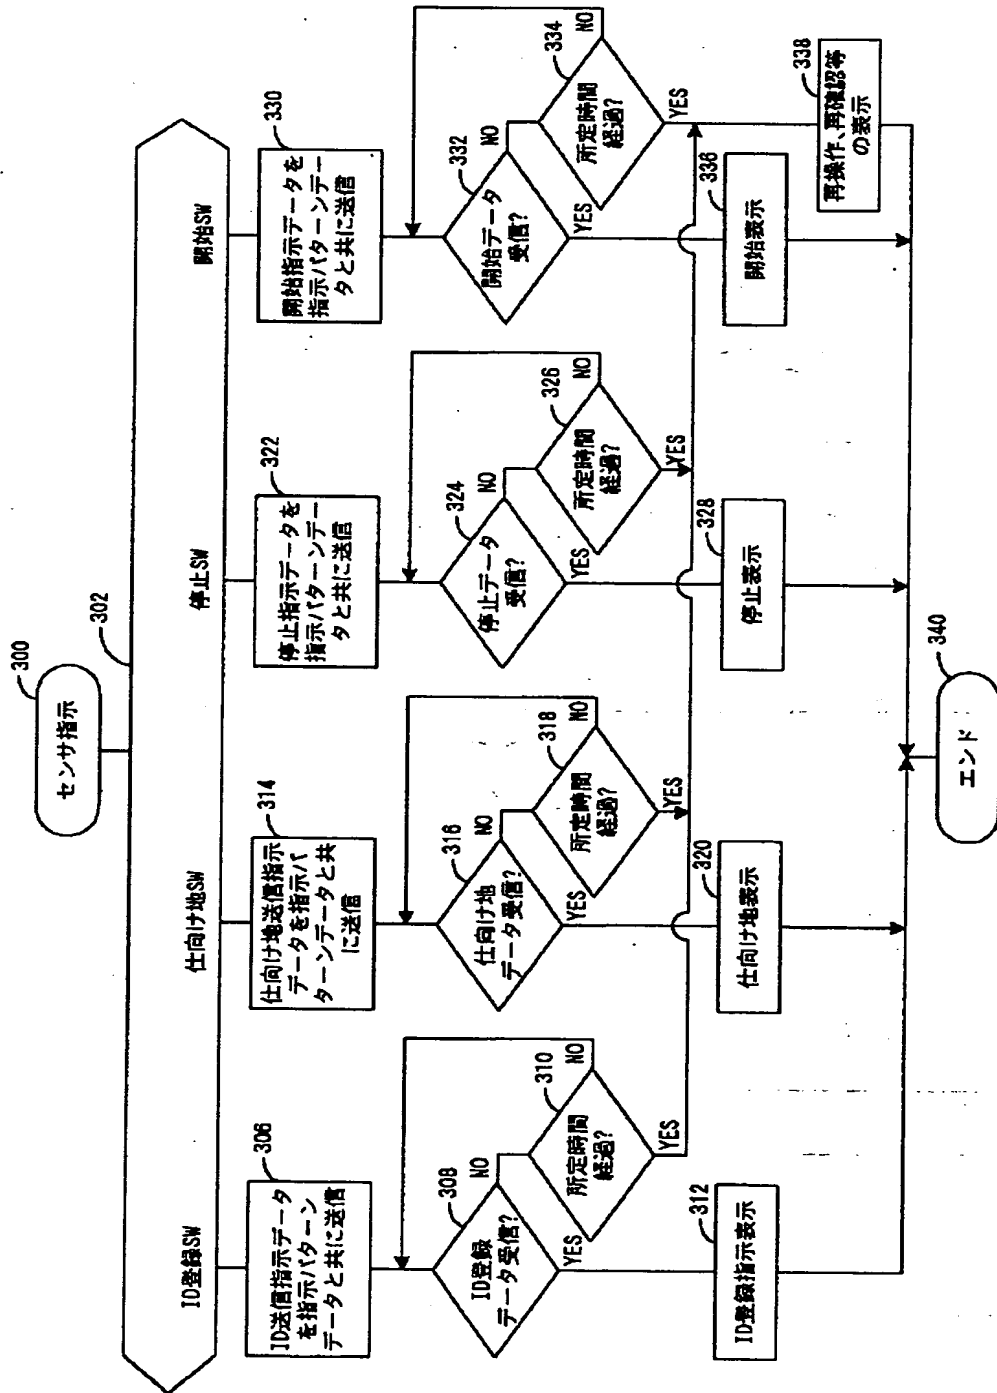 300
センサ指示
302
ID登録SW
仕向け地SW
停止SW
開始SW
306
ID送信指示データ
を指示パターン
データと共に送信
308
ID登録
データ受信?
NO
YES
310
所定時間
経過?
NO
YES
312
ID登録指示表示
314
仕向け地送信指示
データを指示パ
ターンデータと共
に送信
316
仕向け地
データ受信?
NO
YES
318
所定時間
経過?
NO
YES
320
仕向け地表示
322
停止指示データを
指示パターンデー
タと共に送信
324
停止データ
受信?
NO
YES
326
所定時間
経過?
NO
YES
328
停止表示
330
開始指示データを
指示パターンデー
タと共に送信
332
開始データ
受信?
NO
YES
334
所定時間
経過?
NO
YES
336
開始表示
338
再操作、再確認等
の表示
340
エンド